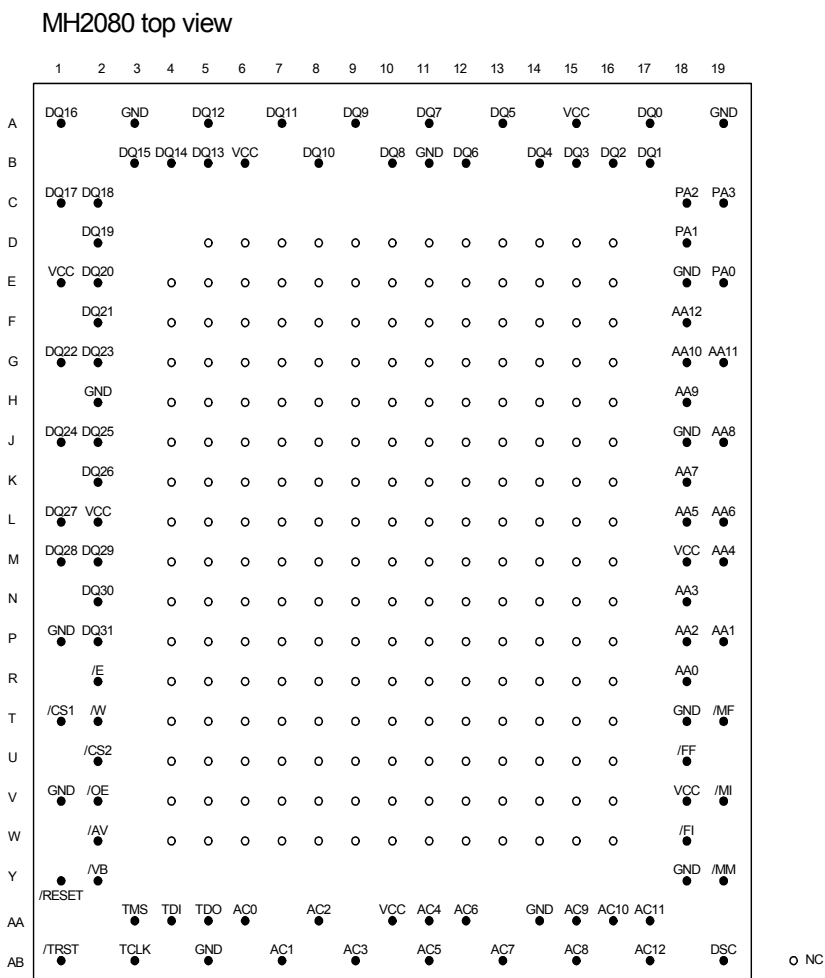 MH2080 top view
1 2 3 4 5 6 7 8 9 10 11 12 13 14 15 16 17 18 19
A DQ16 GND DQ12 DQ11 DQ9 DQ7 DQ5 VCC DQ0 GND
B DQ15 DQ14 DQ13 VCC DQ10 DQ8 GND DQ6 DQ4 DQ3 DQ2 DQ1
C DQ17 DQ18 PA2 PA3
D DQ19 PA1
E VCC DQ20 GND PA0
F DQ21 AA12
G DQ22 DQ23 AA10 AA11
H GND AA9
J DQ24 DQ25 GND AA8
K DQ26 AA7
L DQ27 VCC AA5 AA6
M DQ28 DQ29 VCC AA4
N DQ30 AA3
P GND DQ31 AA2 AA1
R /E AA0
T /CS1 /W GND /MF
U /CS2 /FF
V GND /OE VCC /MI
W /AV /FI
Y /VB GND /MM
/RESET
AA TMS TDI TDO AC0 AC2 VCC AC4 AC6 GND AC9 AC10 AC11
AB /TRST TCLK GND AC1 AC3 AC5 AC7 AC8 AC12 DSC
NC